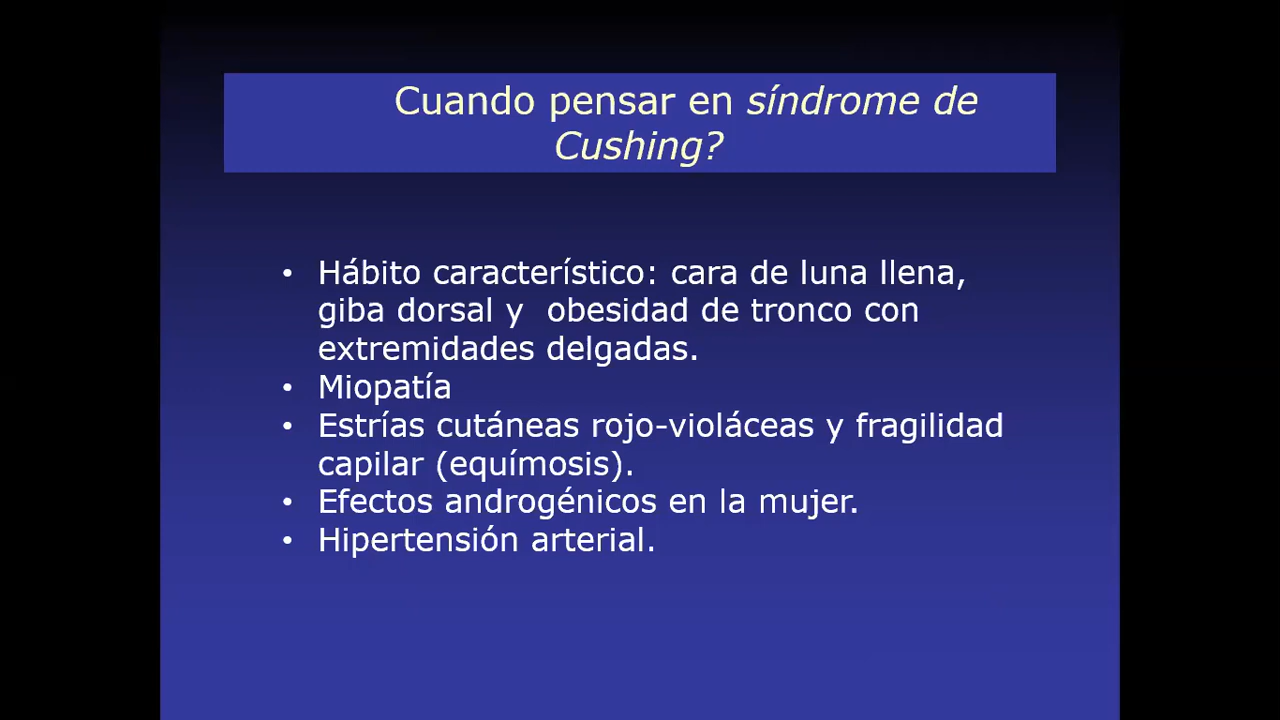 Cuando pensar en síndrome de
Cushing?
• Hábito característico: cara de luna llena,
giba dorsal y  obesidad de tronco con
extremidades delgadas.
• Miopatía
• Estrías cutáneas rojo-violáceas y fragilidad
capilar (equímosis).
• Efectos androgénicos en la mujer.
• Hipertensión arterial.